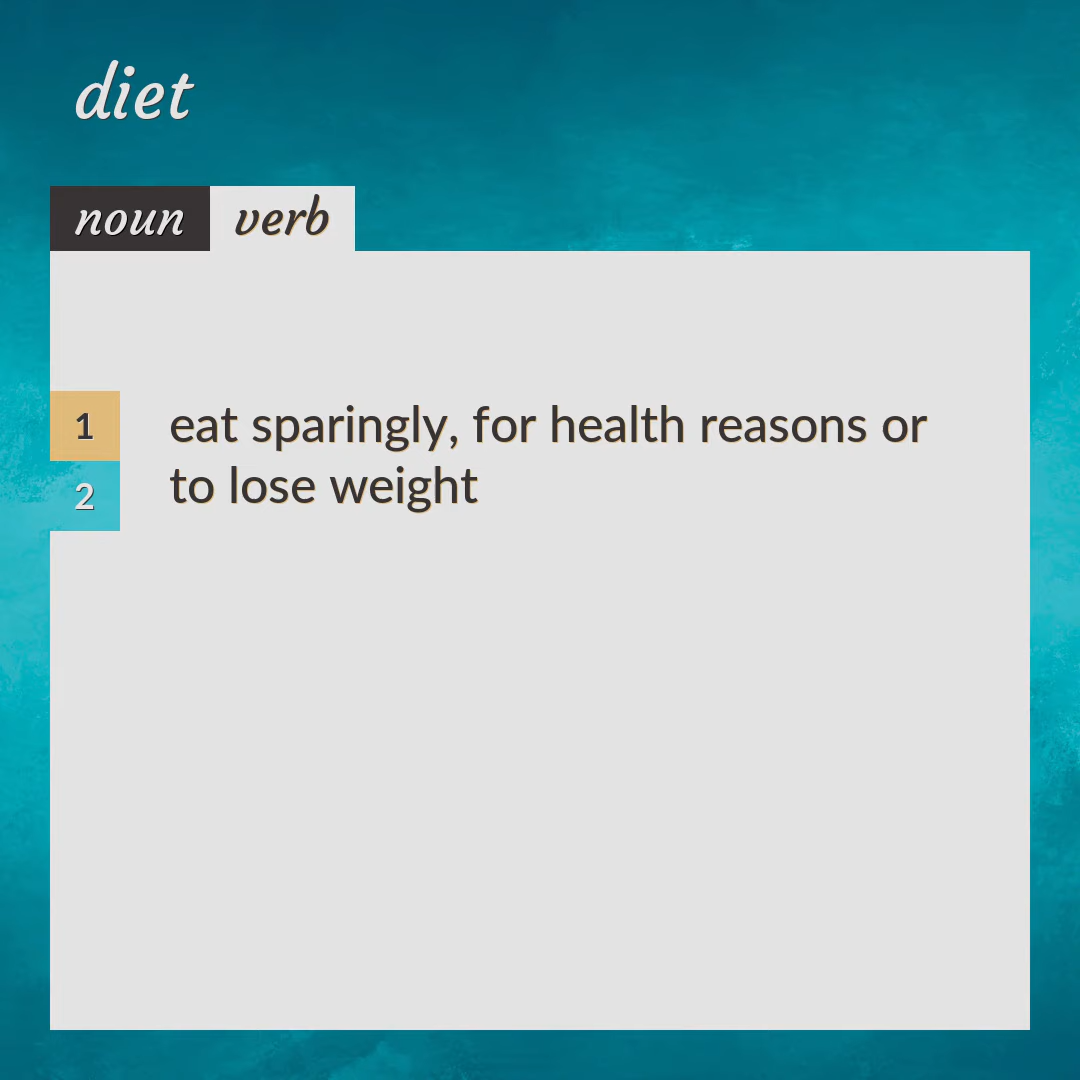 diet
noun verb
1 eat sparingly, for health reasons or
2 to lose weight